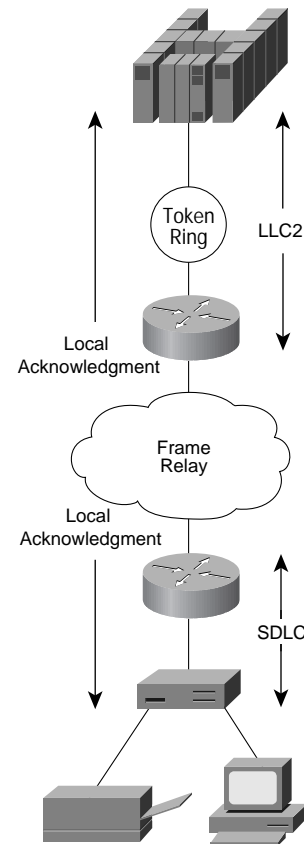 Token
Ring
LLC2
Local
Acknowledgment
Frame
Relay
Local
Acknowledgment
SDLC